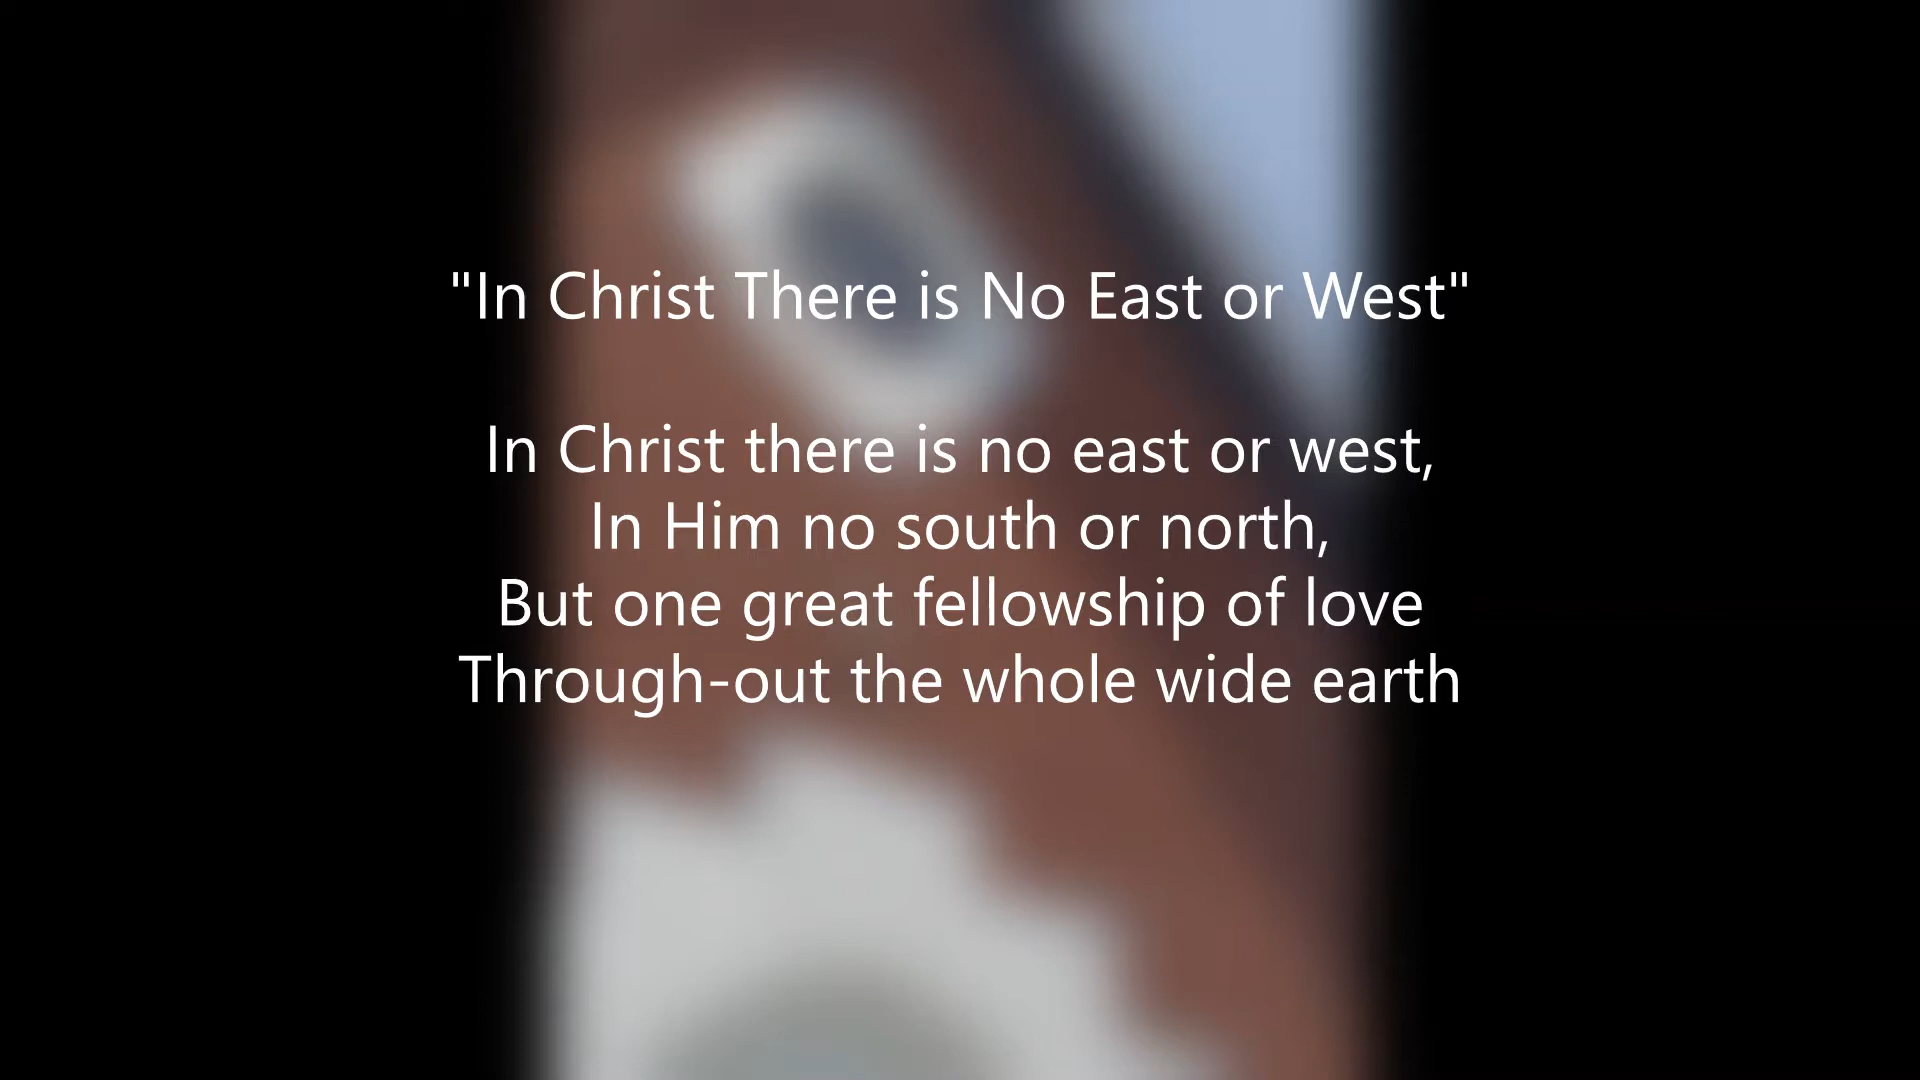 "In Christ There is No East or West"
In Christ there is no east or west,
In Him no south or north,
But one great fellowship of love
Through-out the whole wide earth